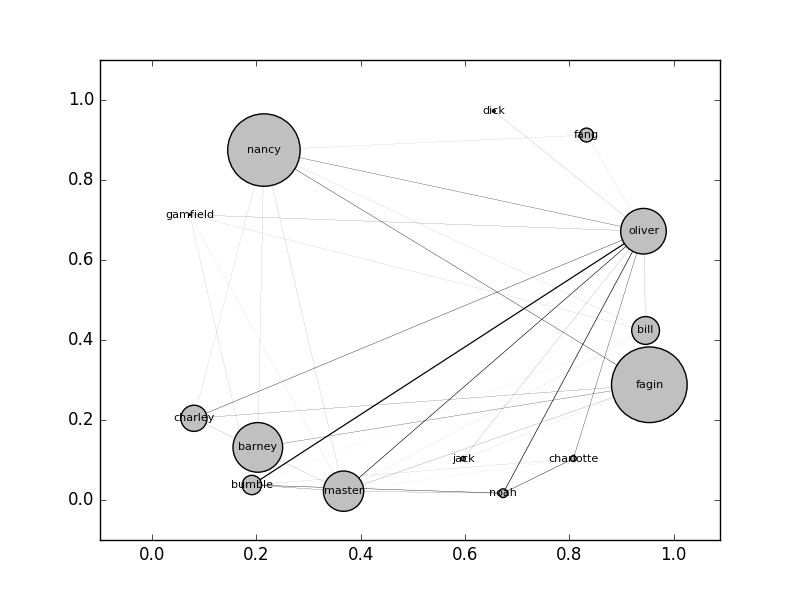 1.0
dick
fang
nancy
0.8
gamfield
oliver
0.6
bill
0.4
fagin
0.2
charley
barney
jack
charlotte
bumble
master
noah
0.0
0.0 0.2 0.4 0.6 0.8 1.0